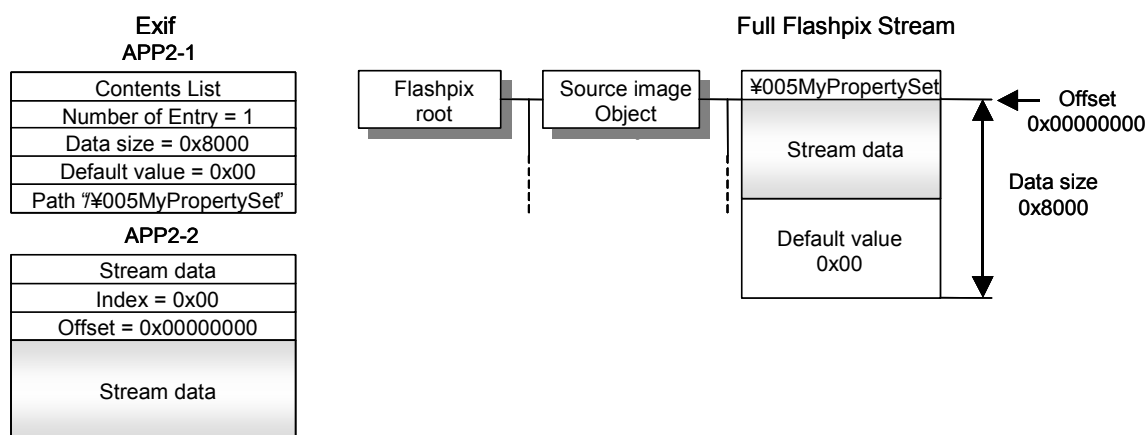 Exif
APP2-1
Contents List
Number of Entry = 1
Data size = 0x8000
Default value = 0x00
Path “/¥005MyPropertySet”
APP2-2
Stream data
Index = 0x00
Offset = 0x00000000
Stream data
Full Flashpix Stream
Flashpix
root
Source image
Object
¥005MyPropertySet
Stream data
Default value
0x00
Offset
0x00000000
Data size
0x8000